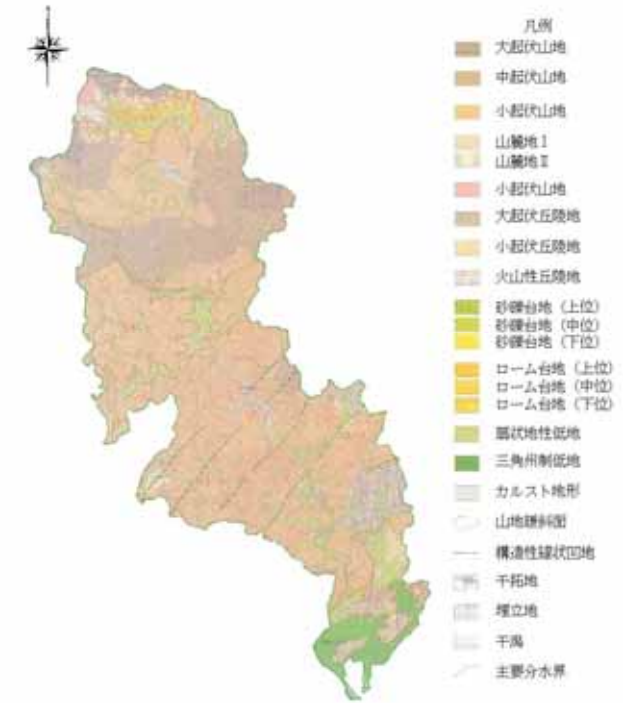 凡例
大起伏山地
中起伏山地
小起伏山地
山麓地Ⅰ
山麓地Ⅱ
小起伏山地
大起伏丘陵地
小起伏丘陵地
火山性丘陵地
砂礫台地（上位）
砂礫台地（中位）
砂礫台地（下位）
ローム台地（上位）
ローム台地（中位）
ローム台地（下位）
扇状地性低地
三角州制低地
カルスト地形
山地緩斜面
構造性線状凹地
干拓地
埋立地
干潟
主要分水界